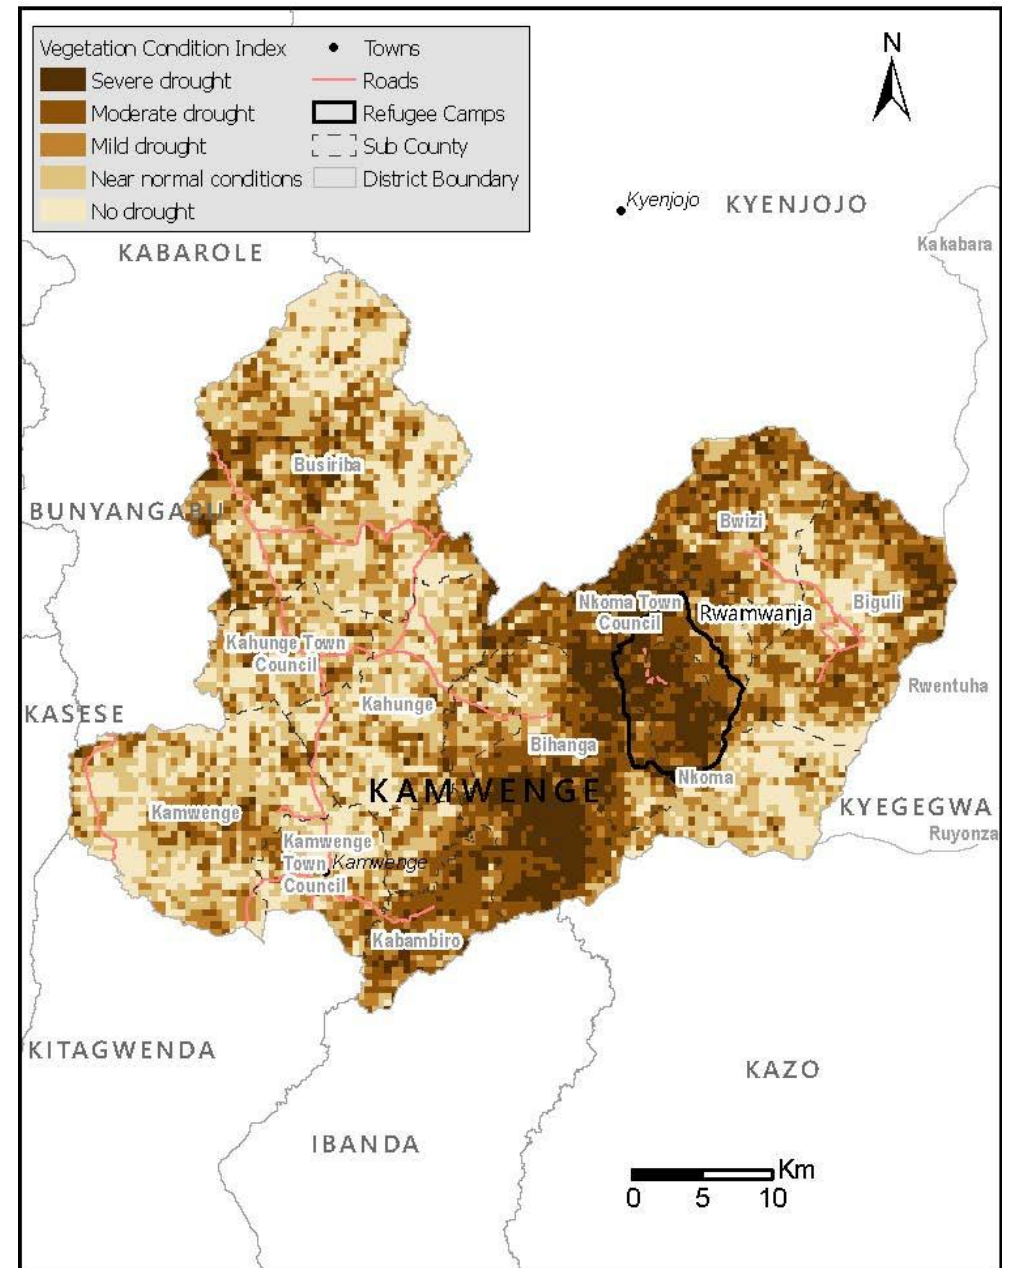 Vegetation Condition Index
Severe drought
Moderate drought
Mild drought
Near normal conditions
No drought
Towns
Roads
Refugee Camps
Sub County
District Boundary
N
Kyenjojo
KYENJOJO
Kakabara
KABAROLE
Busiriba
BUNYANGABU
Bwizi
Nkoma Town
Council
Rwamwanja
Biguli
Kahunge Town
Council
Rwentuha
Kahunge
KASESE
Bihanga
Nkoma
KAMWENGE
Kamwenge
KYEGEGWA
Ruyonza
Kamwenge
Town
Council
Kamwenge
Kabambiro
KITAGWENDA
KAZO
IBANDA
Km
0 5 10